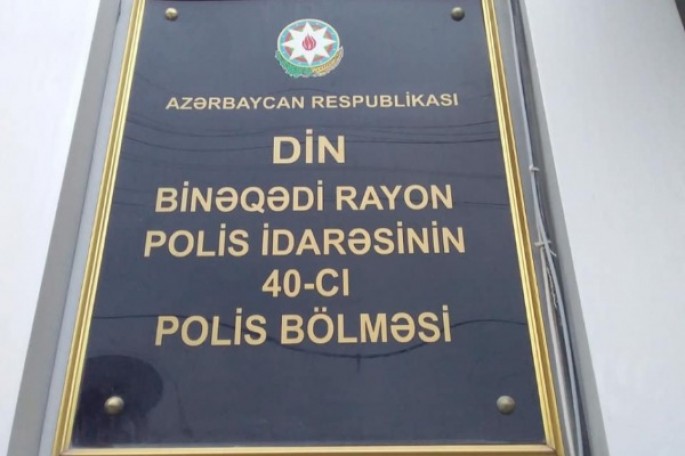 AZƏRBAYCAN RESPUBLİKASI
DİN
BİNƏQƏDİ RAYON
POLİS İDARƏSİNİN
40-CI
POLİS BÖLMƏSİ